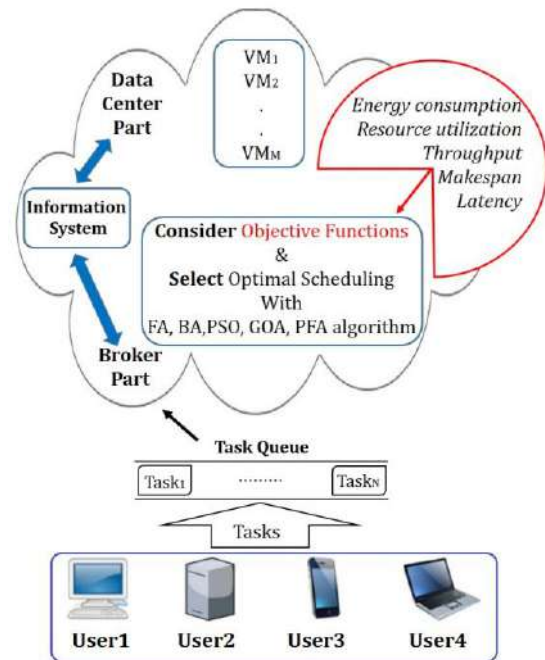 Data
Center
Part
VM₁
VM₂
.
.
VMₘ
Energy consumption
Resource utilization
Throughput
Makespan
Latency
Information
System
Consider Objective Functions
&
Select Optimal Scheduling
With
FA, BA,PSO, GOA, PFA algorithm
Broker
Part
Task Queue
Task₁ ......... Taskɴ
Tasks
User1 User2 User3 User4